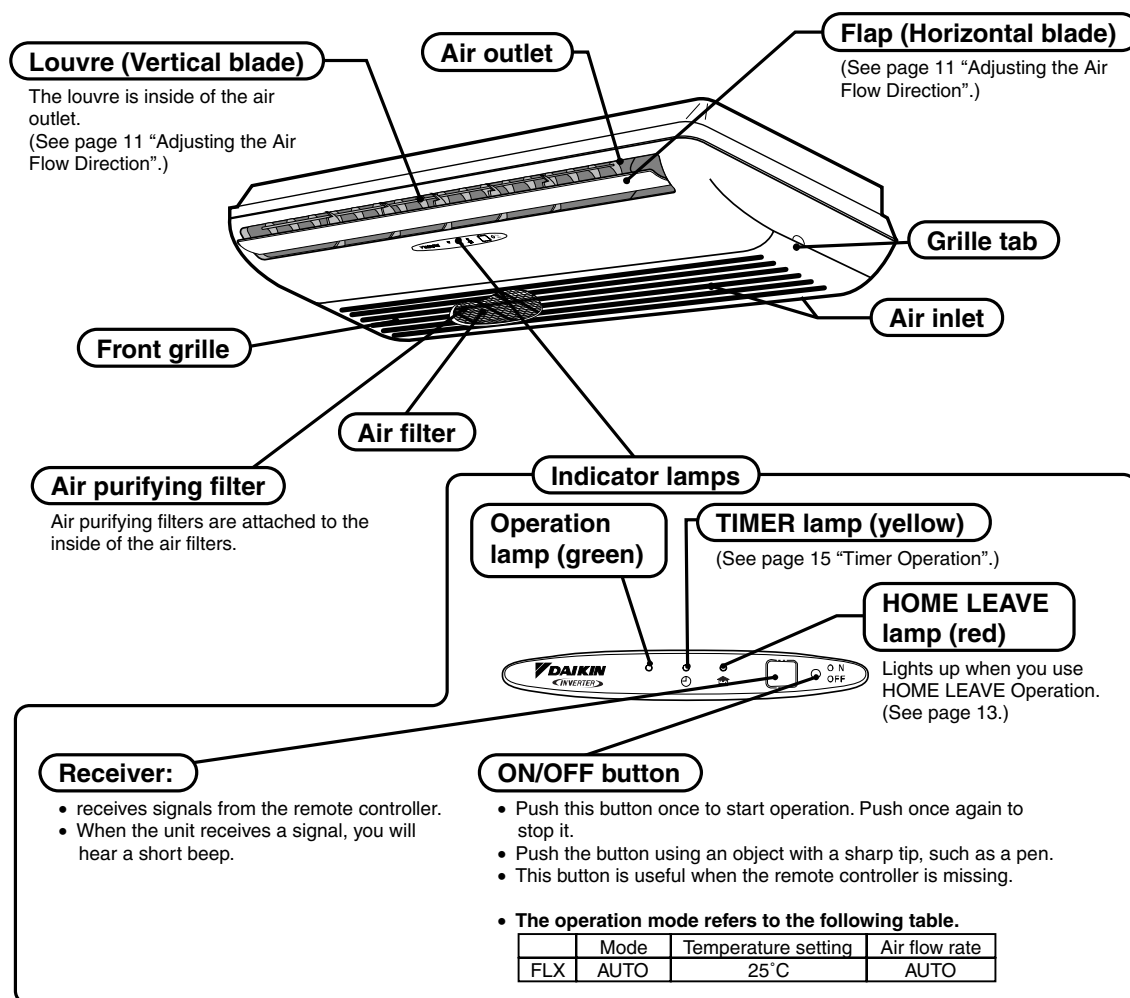 Louvre (Vertical blade)
The louvre is inside of the air
outlet.
(See page 11 “Adjusting the Air
Flow Direction”.)
Air outlet
Flap (Horizontal blade)
(See page 11 “Adjusting the Air
Flow Direction”.)
Grille tab
Air inlet
Front grille
Air filter
Air purifying filter
Air purifying filters are attached to the
inside of the air filters.
Indicator lamps
Operation
lamp (green)
TIMER lamp (yellow)
(See page 15 “Timer Operation”.)
HOME LEAVE
lamp (red)
Lights up when you use
HOME LEAVE Operation.
(See page 13.)
DAIKIN
INVERTER
ON
OFF
Receiver:
• receives signals from the remote controller.
• When the unit receives a signal, you will
hear a short beep.
ON/OFF button
• Push this button once to start operation. Push once again to
stop it.
• Push the button using an object with a sharp tip, such as a pen.
• This button is useful when the remote controller is missing.
• The operation mode refers to the following table.
Mode Temperature setting Air flow rate
FLX AUTO 25˚C AUTO